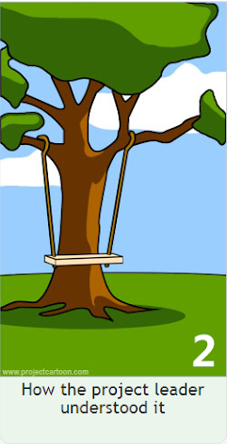 2
www.projectcartoon.com
How the project leader
understood it